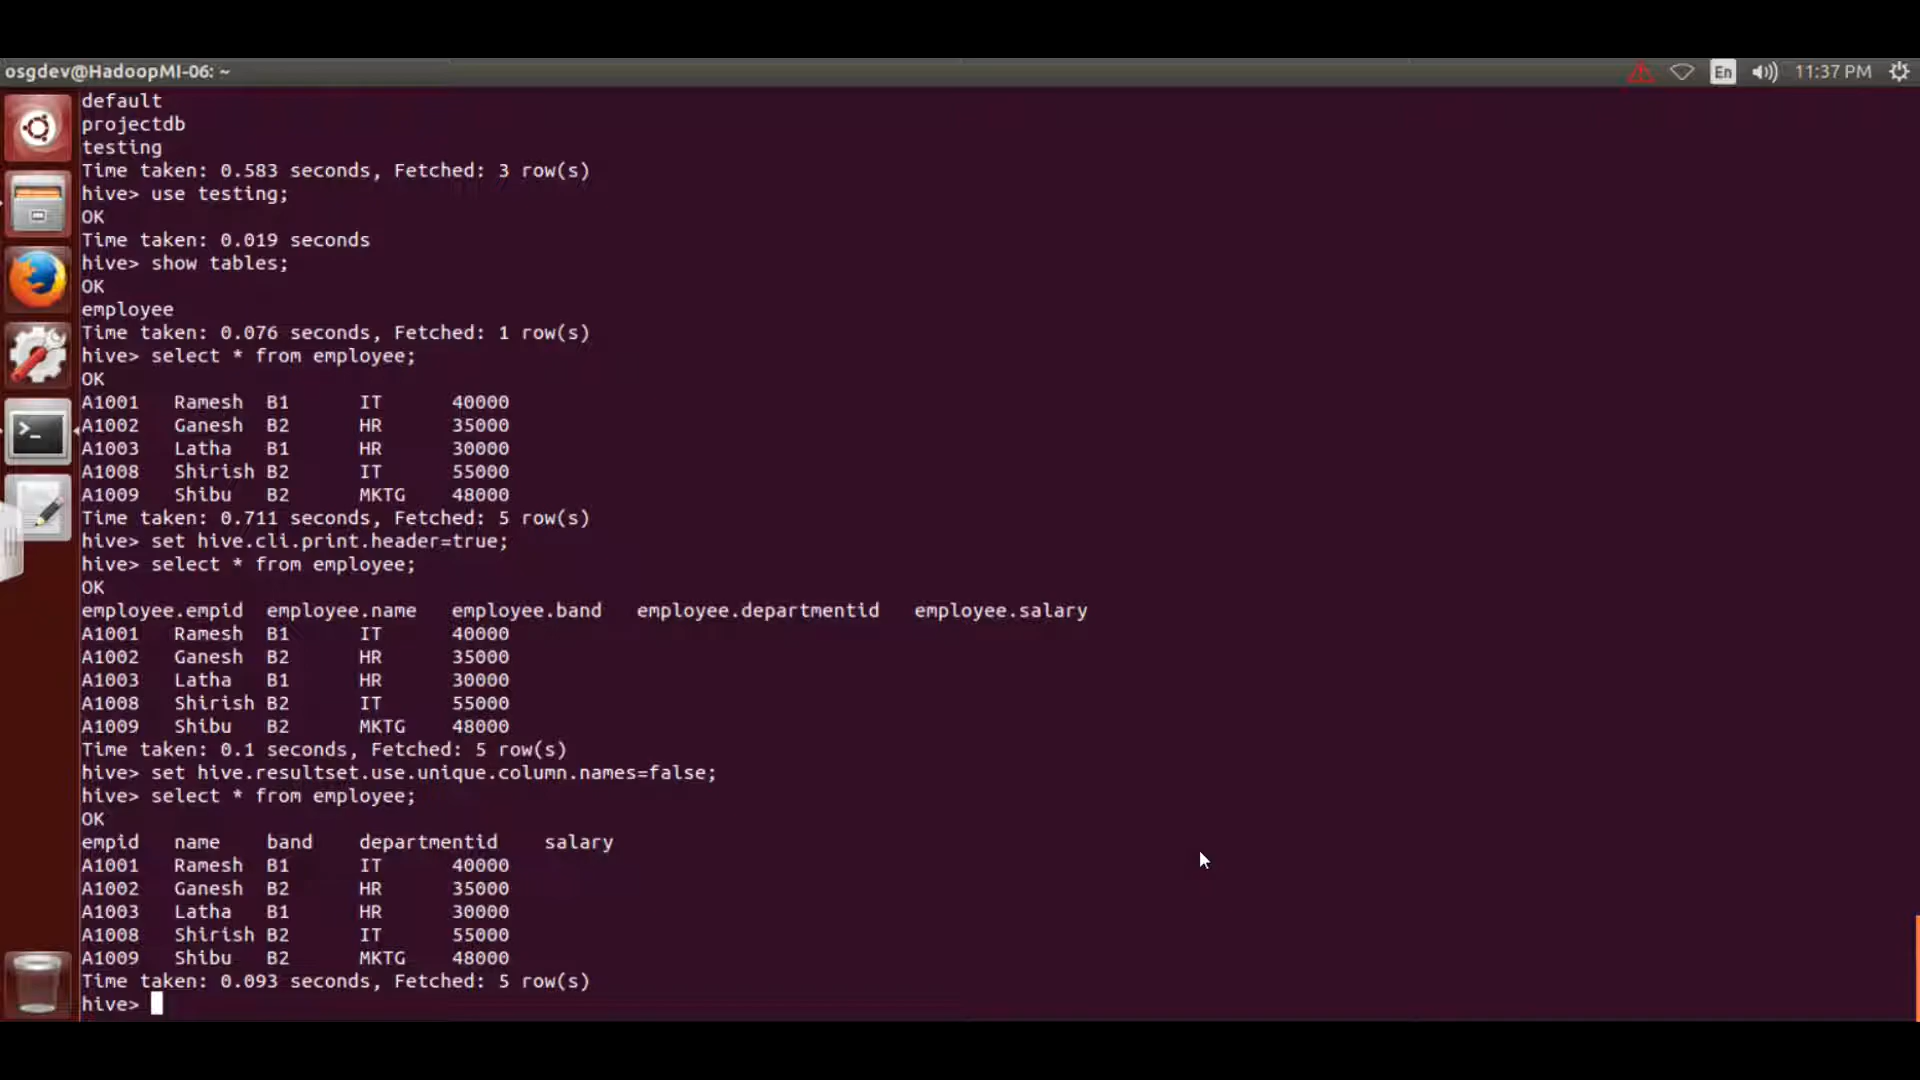 osgdev@HadoopMI-06: ~ En 11:37 PM
default
projectdb
testing
Time taken: 0.583 seconds, Fetched: 3 row(s)
hive> use testing;
OK
Time taken: 0.019 seconds
hive> show tables;
OK
employee
Time taken: 0.076 seconds, Fetched: 1 row(s)
hive> select * from employee;
OK
A1001 Ramesh B1 IT 40000
A1002 Ganesh B2 HR 35000
A1003 Latha B1 HR 30000
A1008 Shirish B2 IT 55000
A1009 Shibu B2 MKTG 48000
Time taken: 0.711 seconds, Fetched: 5 row(s)
hive> set hive.cli.print.header=true;
hive> select * from employee;
OK
employee.empid employee.name employee.band employee.departmentid employee.salary
A1001 Ramesh B1 IT 40000
A1002 Ganesh B2 HR 35000
A1003 Latha B1 HR 30000
A1008 Shirish B2 IT 55000
A1009 Shibu B2 MKTG 48000
Time taken: 0.1 seconds, Fetched: 5 row(s)
hive> set hive.resultset.use.unique.column.names=false;
hive> select * from employee;
OK
empid name band departmentid salary
A1001 Ramesh B1 IT 40000
A1002 Ganesh B2 HR 35000
A1003 Latha B1 HR 30000
A1008 Shirish B2 IT 55000
A1009 Shibu B2 MKTG 48000
Time taken: 0.093 seconds, Fetched: 5 row(s)
hive>